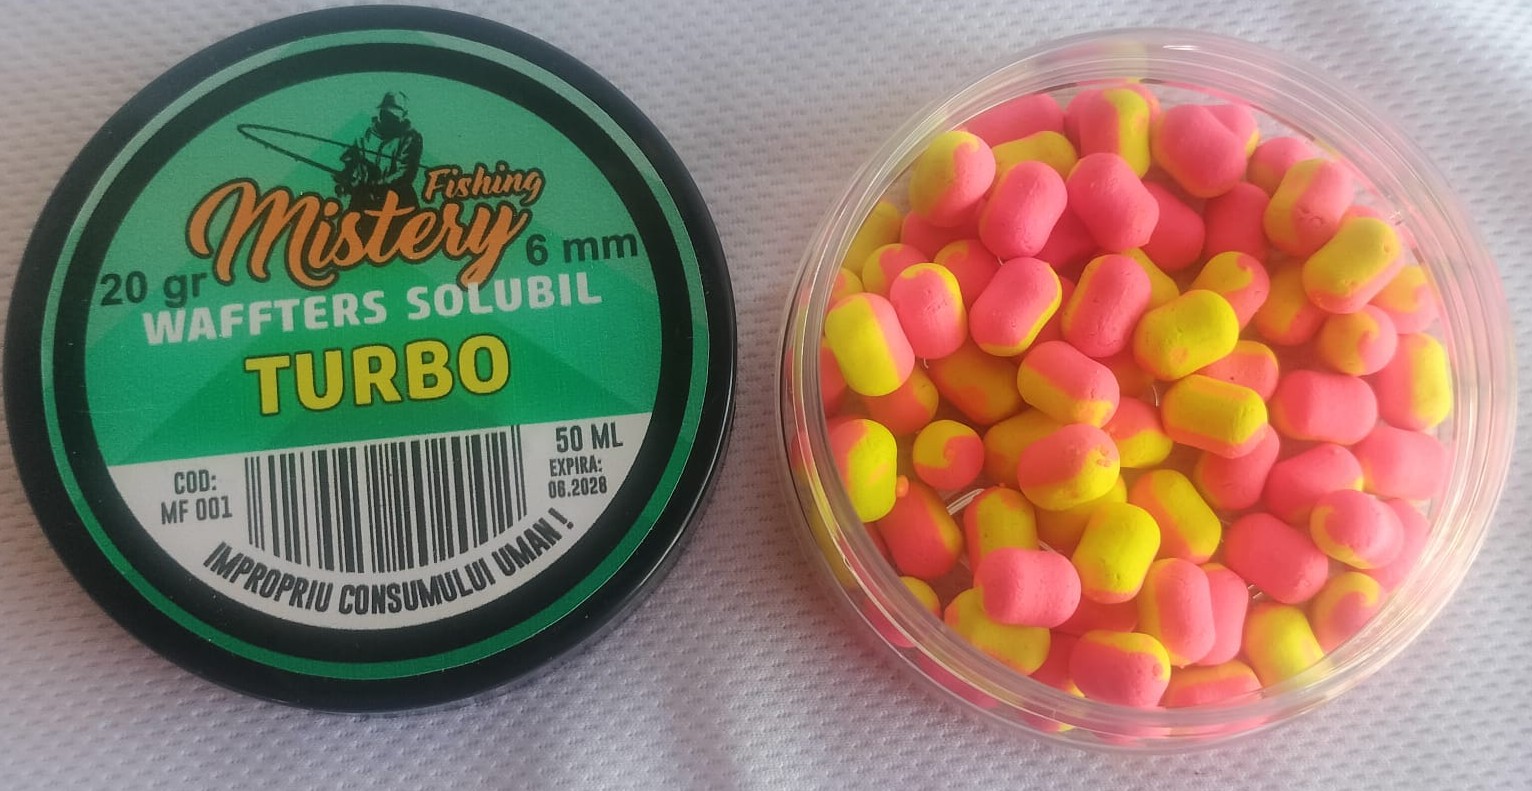 Fishing
Mistery
20 gr
6 mm
WAFFTERS SOLUBIL
TURBO
COD:
MF 001
50 ML
EXPIRA:
06.2028
IMPROPRIU CONSUMULUI UMAN !